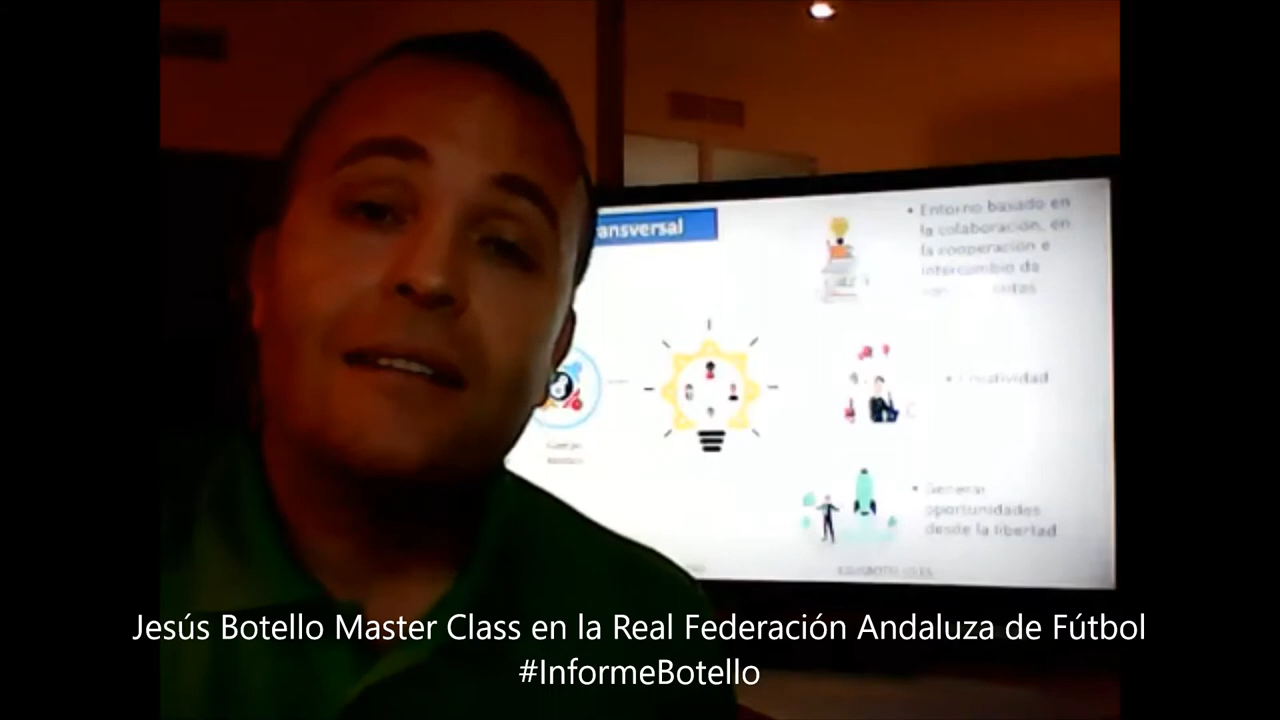 ansversal
• Entorno basado en
la colaboración, en
la cooperación e
intercambio de
• Creatividad
• Generar
oportunidades
desde la libertad
Jesús Botello Master Class en la Real Federación Andaluza de Fútbol
#InformeBotello